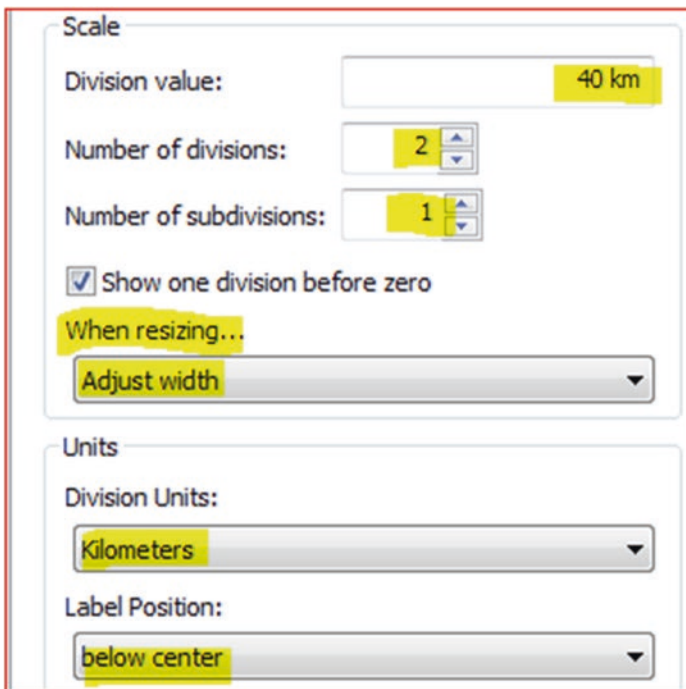 Scale
Division value: 40 km
Number of divisions: 2
Number of subdivisions: 1
Show one division before zero
When resizing...
Adjust width
Units
Division Units:
Kilometers
Label Position:
below center